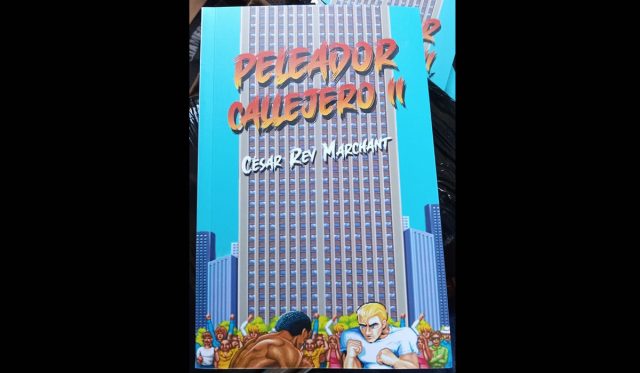 PELEADOR
CALLEJERO II
CÉSAR REY MARCHANT